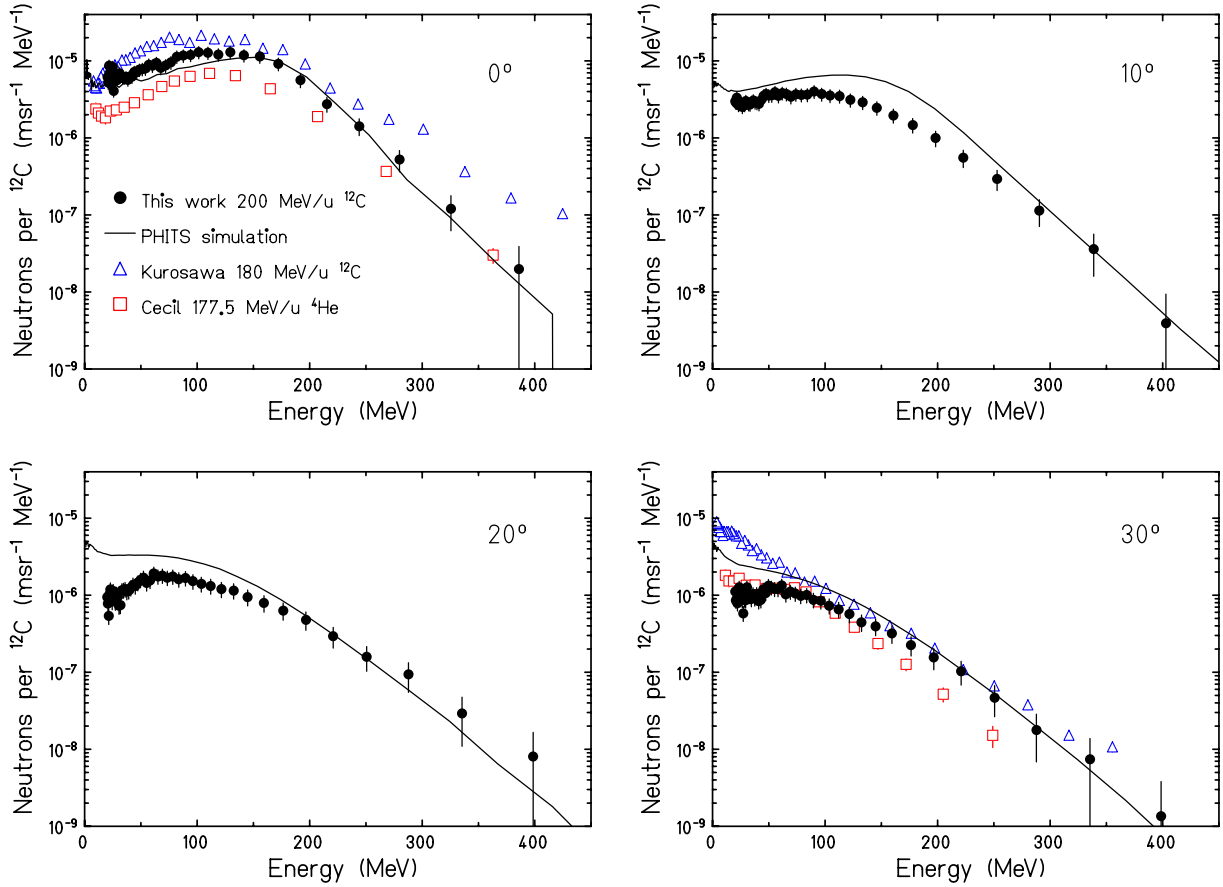 Neutrons per ¹²C (msr⁻¹ MeV⁻¹)
10⁻⁵
10⁻⁶
10⁻⁷
10⁻⁸
10⁻⁹
0º
This work 200 MeV/u ¹²C
PHITS simulation
Kurosawa 180 MeV/u ¹²C
Cecil 177.5 MeV/u ⁴He
0 100 200 300 400
Energy (MeV)
Neutrons per ¹²C (msr⁻¹ MeV⁻¹)
10⁻⁵
10⁻⁶
10⁻⁷
10⁻⁸
10⁻⁹
10º
0 100 200 300 400
Energy (MeV)
Neutrons per ¹²C (msr⁻¹ MeV⁻¹)
10⁻⁵
10⁻⁶
10⁻⁷
10⁻⁸
10⁻⁹
20º
0 100 200 300 400
Energy (MeV)
Neutrons per ¹²C (msr⁻¹ MeV⁻¹)
10⁻⁵
10⁻⁶
10⁻⁷
10⁻⁸
10⁻⁹
30º
0 100 200 300 400
Energy (MeV)